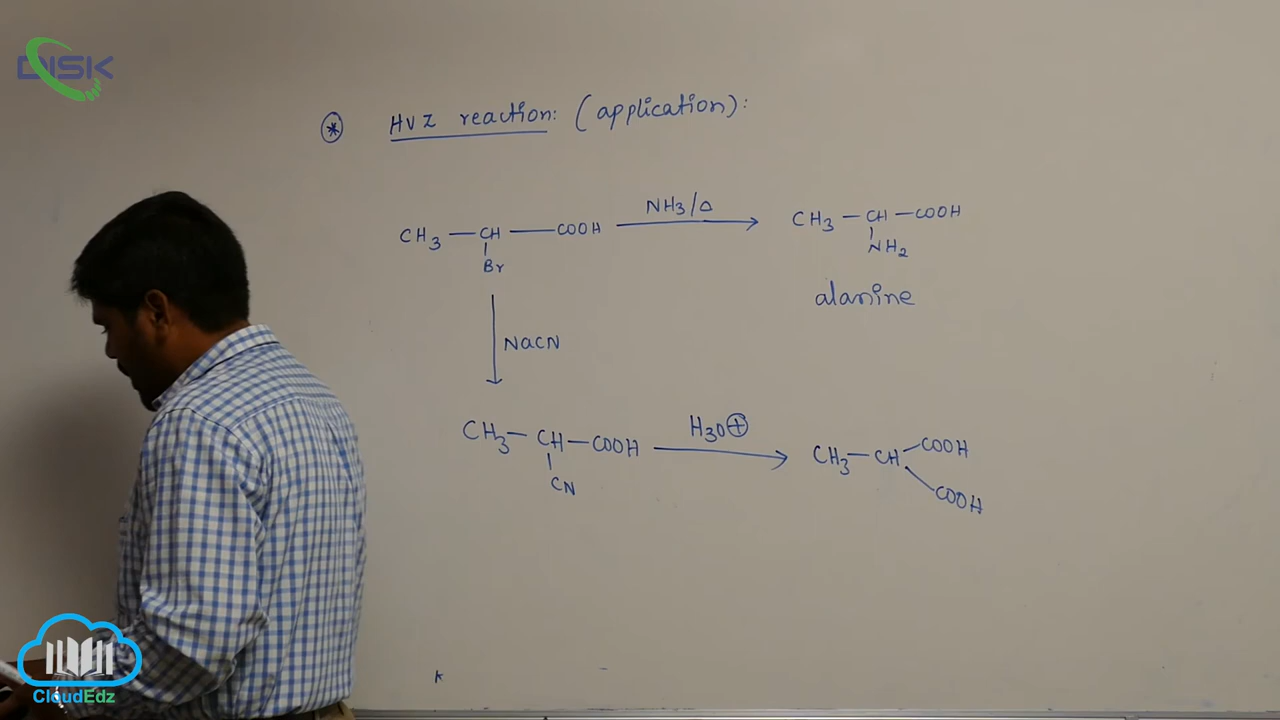 DISK
* HVZ reaction: (application):
NH3/Δ
CH3 — CH — COOH → CH3 — CH — COOH
Br
NH2
alanine
NaCN
H3O⊕
CH3 — CH — COOH → CH3 — CH COOH
CN
COOH
CloudEdz